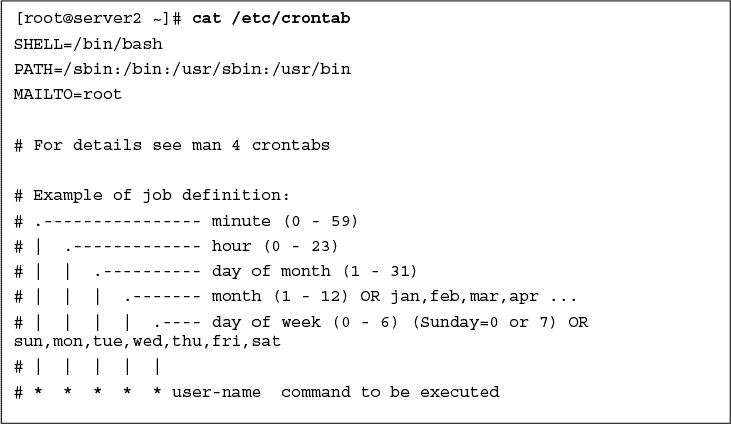 [root@server2 ~]# cat /etc/crontab
SHELL=/bin/bash
PATH=/sbin:/bin:/usr/sbin:/usr/bin
MAILTO=root

# For details see man 4 crontabs

# Example of job definition:
# .---------------- minute (0 - 59)
# |  .------------- hour (0 - 23)
# |  |  .---------- day of month (1 - 31)
# |  |  |  .------- month (1 - 12) OR jan,feb,mar,apr ...
# |  |  |  |  .---- day of week (0 - 6) (Sunday=0 or 7) OR
sun,mon,tue,wed,thu,fri,sat
# |  |  |  |  |
# *  *  *  *  * user-name  command to be executed